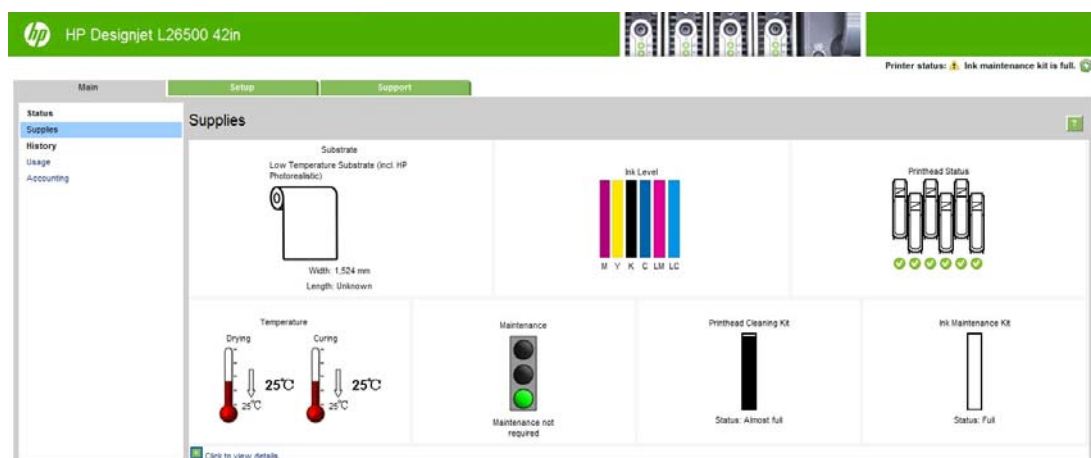 hp HP Designjet L26500 42in
Printer status: Ink maintenance kit is full.
Main Setup Support
Status
Supplies
History
Usage
Accounting
Supplies
?
Substrate
Low Temperature Substrate (incl. HP
Photorealistic)
Width: 1,524 mm
Length: Unknown
Ink Level
M Y K C LM LC
Printhead Status
Temperature
Drying Curing
25°C 25°C
25°C 25°C
Maintenance
Maintenance not
required
Printhead Cleaning Kit
Status: Almost full
Ink Maintenance Kit
Status: Full
Click to view details